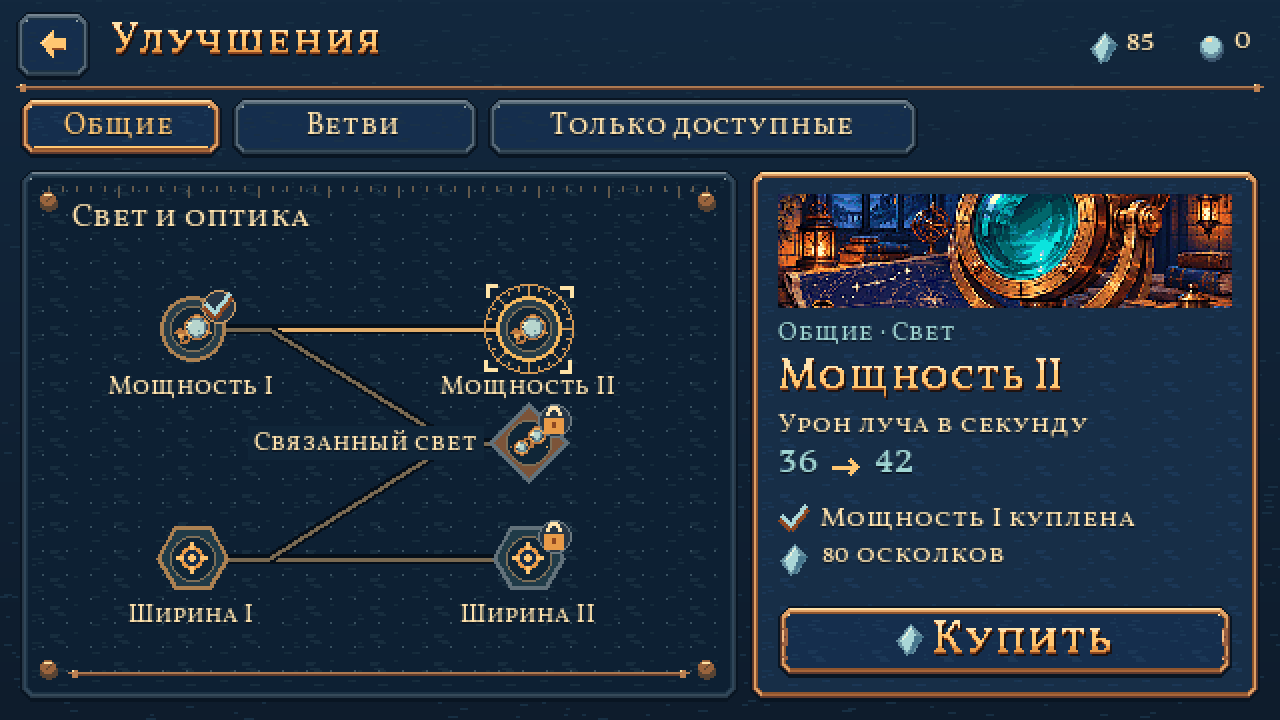 Улучшения
85
0
Общие
Ветви
Только доступные
Свет и оптика
Мощность I
Мощность II
Связанный свет
Ширина I
Ширина II
Общие · Свет
Мощность II
Урон луча в секунду
36 → 42
Мощность I куплена
80 осколков
Купить